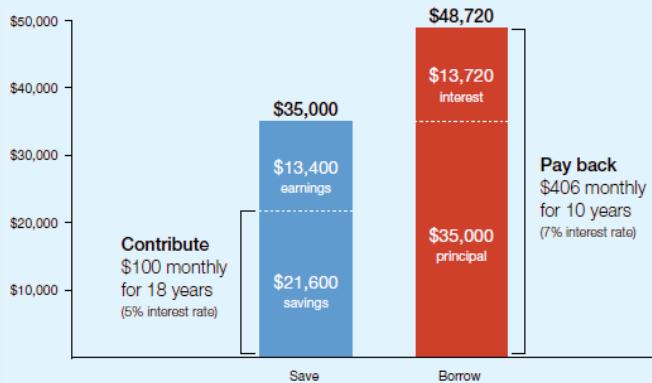 $50,000
$40,000
$30,000
$20,000
$10,000
Contribute
$100 monthly
for 18 years
(5% interest rate)
$35,000
$13,400
earnings
$21,600
savings
Save
$48,720
$13,720
interest
$35,000
principal
Borrow
Pay back
$406 monthly
for 10 years
(7% interest rate)